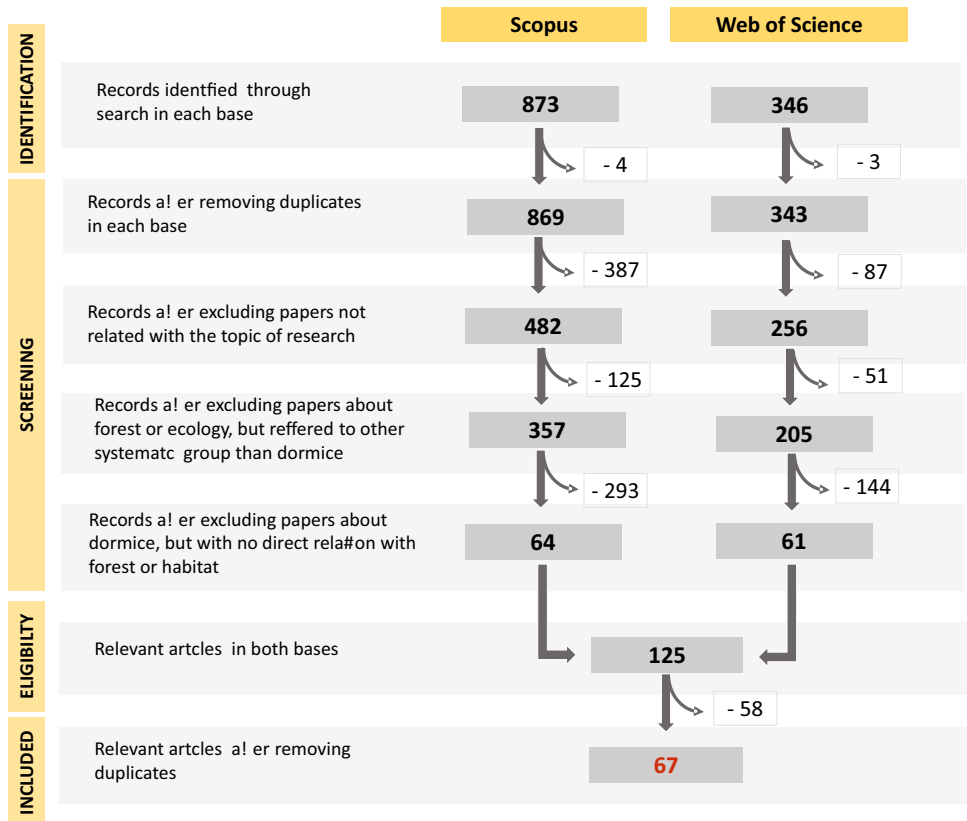 Scopus
Web of Science
IDENTIFICATION
Records identfied through
search in each base
873
346
- 4
- 3
SCREENING
Records a! er removing duplicates
in each base
869
343
- 387
- 87
Records a! er excluding papers not
related with the topic of research
482
256
- 125
- 51
Records a! er excluding papers about
forest or ecology, but reffered to other
systematc group than dormice
357
205
- 293
- 144
Records a! er excluding papers about
dormice, but with no direct rela#on with
forest or habitat
64
61
ELIGIBILTY
Relevant artcles in both bases
125
- 58
INCLUDED
Relevant artcles a! er removing
duplicates
67